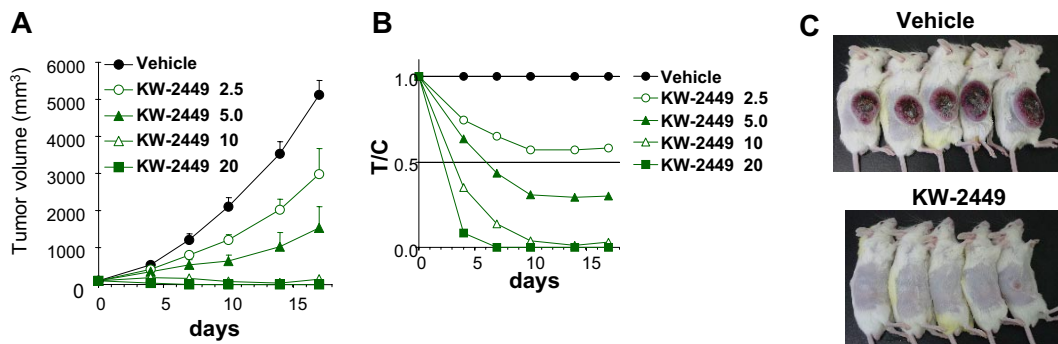 A
Tumor volume (mm³)
6000
5000
4000
3000
2000
1000
0
0
5
10
15
days
Vehicle
KW-2449 2.5
KW-2449 5.0
KW-2449 10
KW-2449 20
B
T/C
1.0
0.5
0.0
0
5
10
15
days
Vehicle
KW-2449 2.5
KW-2449 5.0
KW-2449 10
KW-2449 20
C
Vehicle
KW-2449